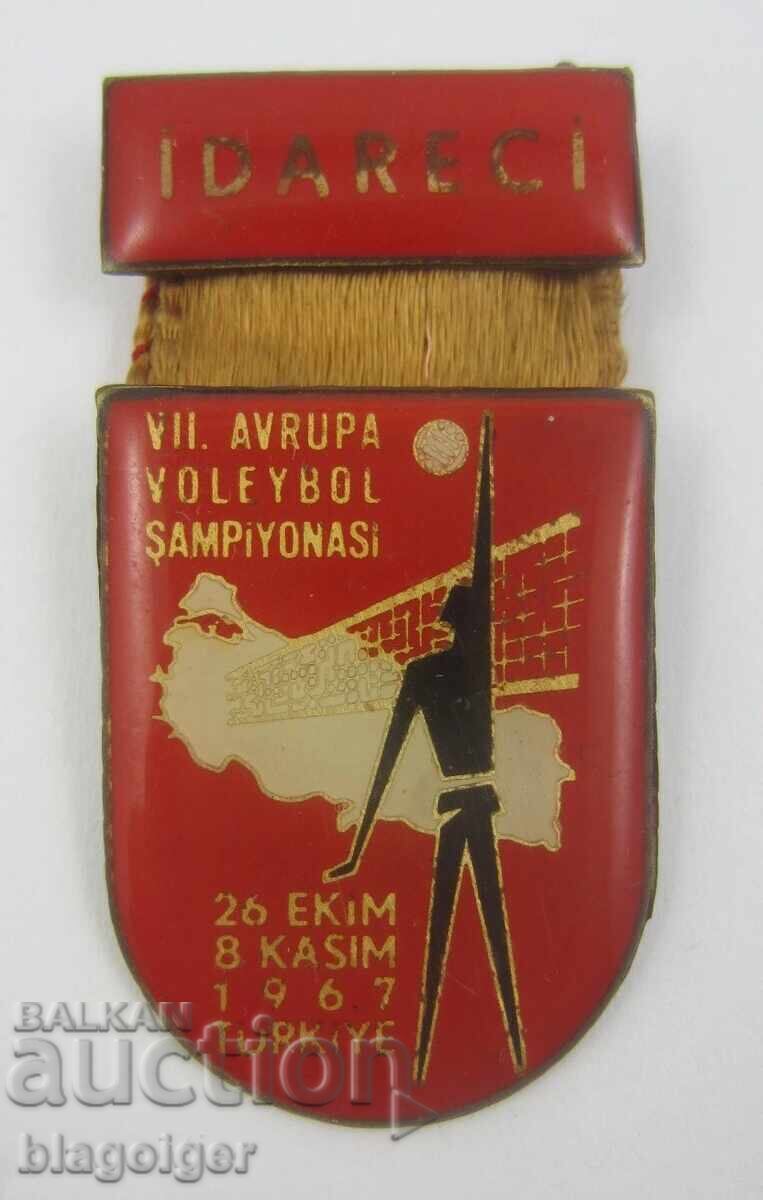 İDARECİ
VII. AVRUPA
VOLEYBOL
ŞAMPİYONASI
26 EKİM
8 KASIM
1967
TÜRKİYE
BALKAN
auction
blagoiger